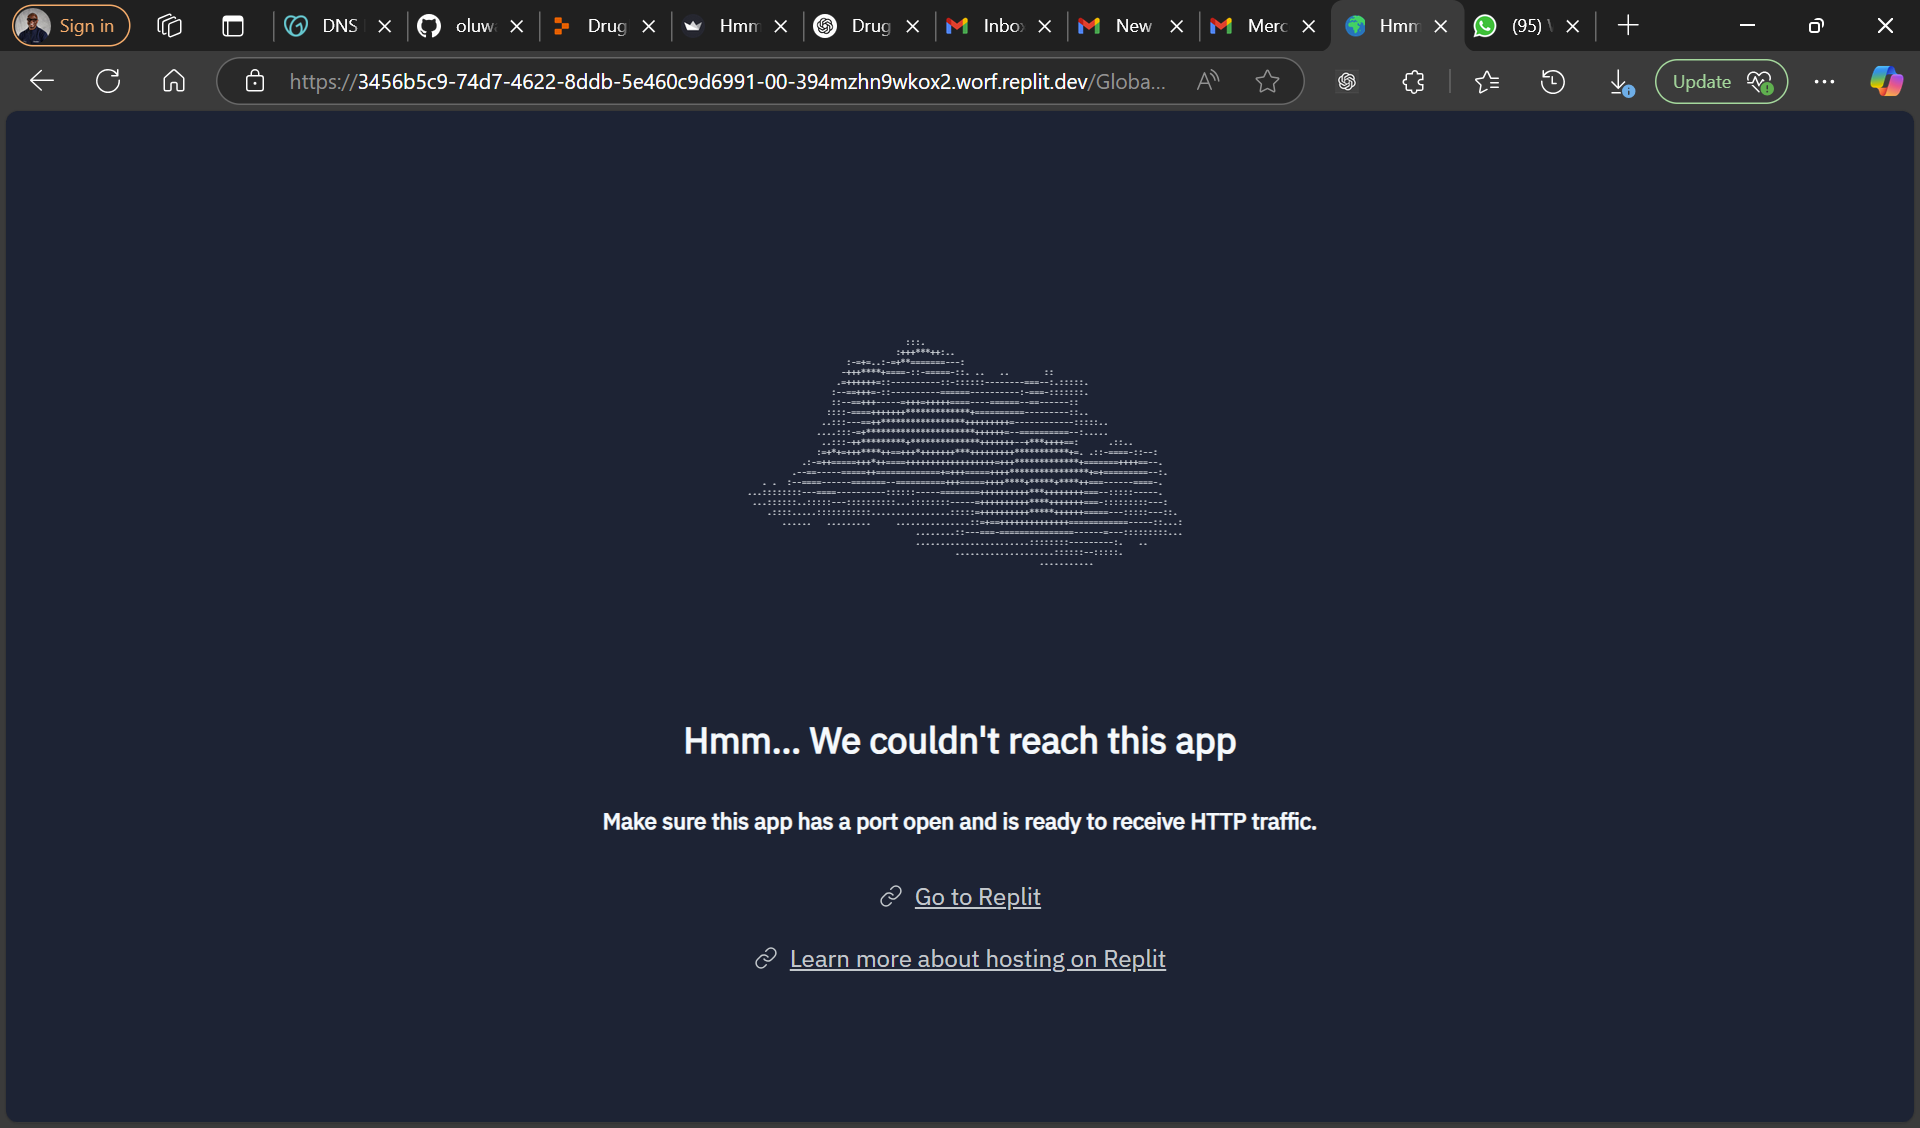 Sign in
DNS
oluw
Drug
Hmm
Drug
Inbo
New
Merc
Hmm
(95)
https://3456b5c9-74d7-4622-8ddb-5e460c9d6991-00-394mzhn9wkox2.worf.replit.dev/Globa...
Update
Hmm... We couldn't reach this app
Make sure this app has a port open and is ready to receive HTTP traffic.
Go to Replit
Learn more about hosting on Replit